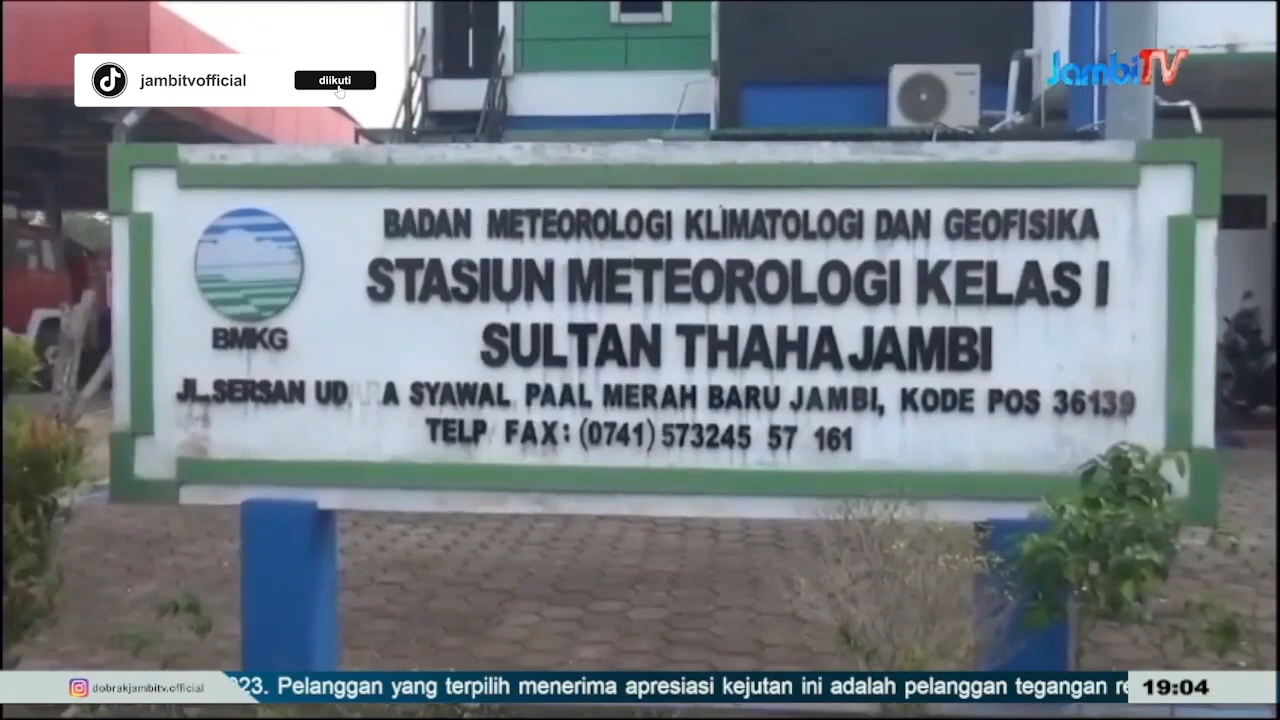 jambitvofficial
diikuti
JambiTV
BADAN METEOROLOGI KLIMATOLOGI DAN GEOFISIKA
STASIUN METEOROLOGI KELAS I
SULTAN THAHA JAMBI
BMKG
JL. SERSAN UDARA SYAWAL PAAL MERAH BARU JAMBI, KODE POS 36139
TELP FAX: (0741) 573245 57 161
dobrakjambitv.official
023. Pelanggan yang terpilih menerima apresiasi kejutan ini adalah pelanggan tegangan
19:04